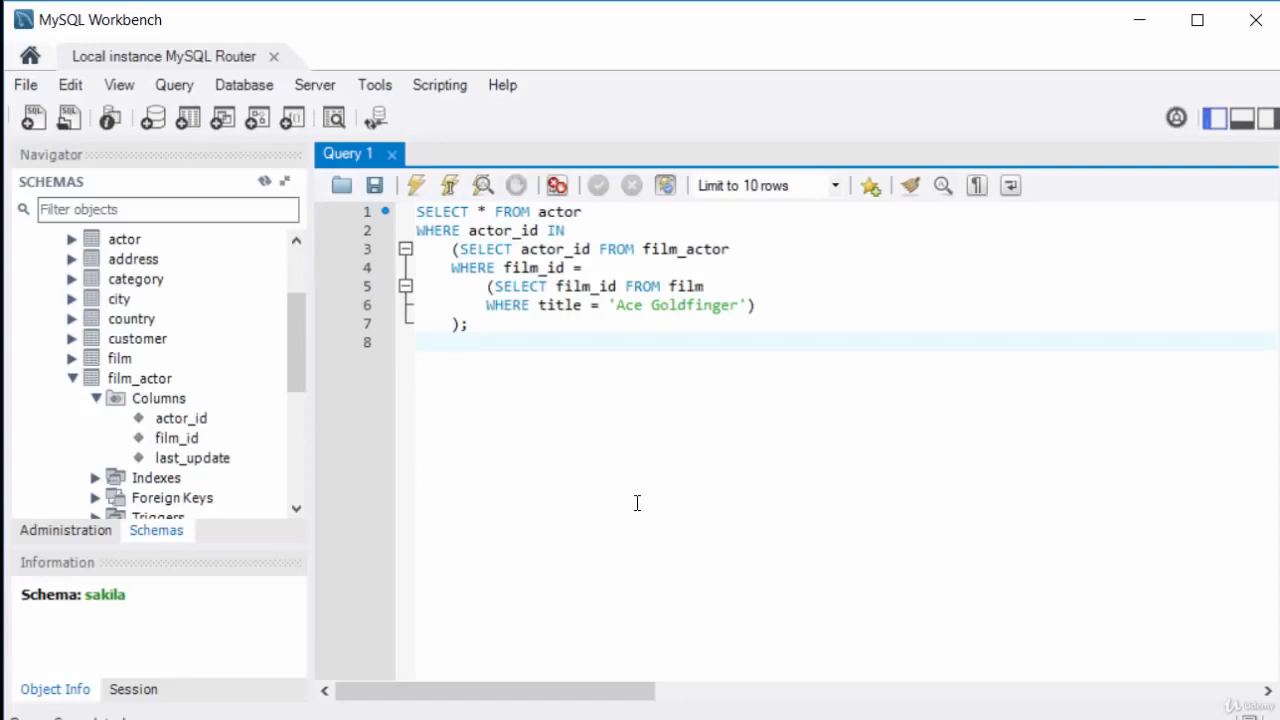 MySQL Workbench
Local instance MySQL Router
File Edit View Query Database Server Tools Scripting Help
Navigator
SCHEMAS
Filter objects
actor
address
category
city
country
customer
film
film_actor
Columns
actor_id
film_id
last_update
Indexes
Foreign Keys
Triggers
Administration Schemas
Information
Schema: sakila
Object Info Session
Query 1
Limit to 10 rows
1 SELECT * FROM actor
2 WHERE actor_id IN
3 (SELECT actor_id FROM film_actor
4 WHERE film_id =
5 (SELECT film_id FROM film
6 WHERE title = 'Ace Goldfinger')
7 );
8
Udemy